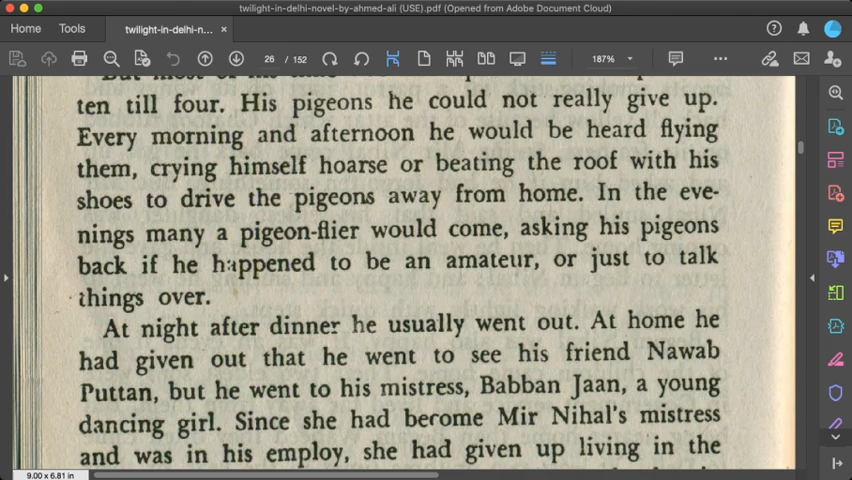 twilight-in-delhi-novel-by-ahmed-ali (USE).pdf (Opened from Adobe Document Cloud)
Home Tools twilight-in-delhi-n...
26 / 152 187%
ten till four. His pigeons he could not really give up.
Every morning and afternoon he would be heard flying
them, crying himself hoarse or beating the roof with his
shoes to drive the pigeons away from home. In the eve-
nings many a pigeon-flier would come, asking his pigeons
back if he happened to be an amateur, or just to talk
things over.
At night after dinner he usually went out. At home he
had given out that he went to see his friend Nawab
Puttan, but he went to his mistress, Babban Jaan, a young
dancing girl. Since she had become Mir Nihal's mistress
and was in his employ, she had given up living in the
9.00 x 6.81 in